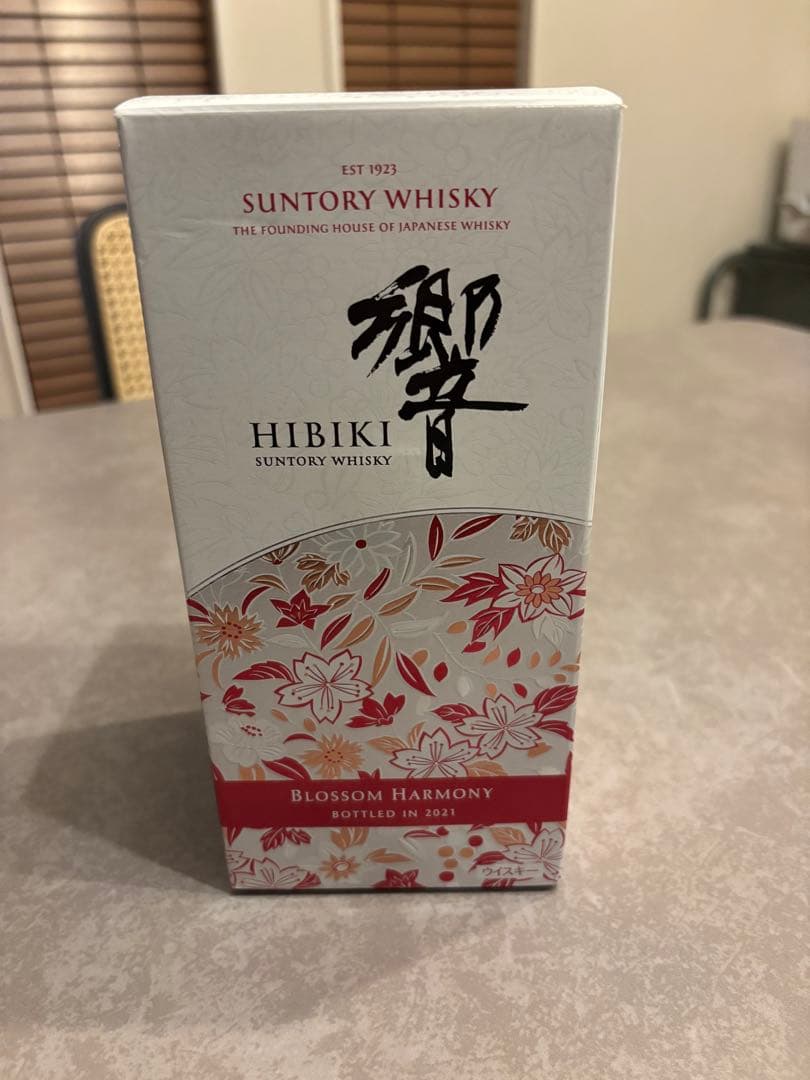 EST 1923
SUNTORY WHISKY
THE FOUNDING HOUSE OF JAPANESE WHISKY
響
HIBIKI
SUNTORY WHISKY
BLOSSOM HARMONY
BOTTLED IN 2021
ウイスキー